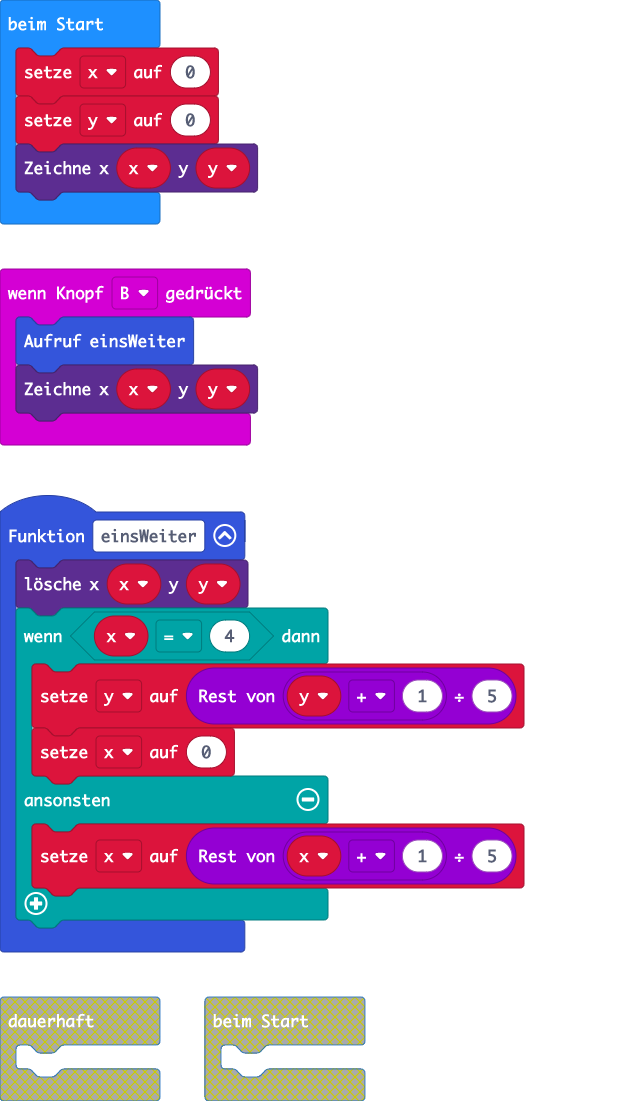 beim Start
setze x auf 0
setze y auf 0
Zeichne x x y y
wenn Knopf B gedrückt
Aufruf einsWeiter
Zeichne x x y y
Funktion einsWeiter
lösche x x y y
wenn x = 4 dann
setze y auf Rest von y + 1 ÷ 5
setze x auf 0
ansonsten
setze x auf Rest von x + 1 ÷ 5
dauerhaft
beim Start